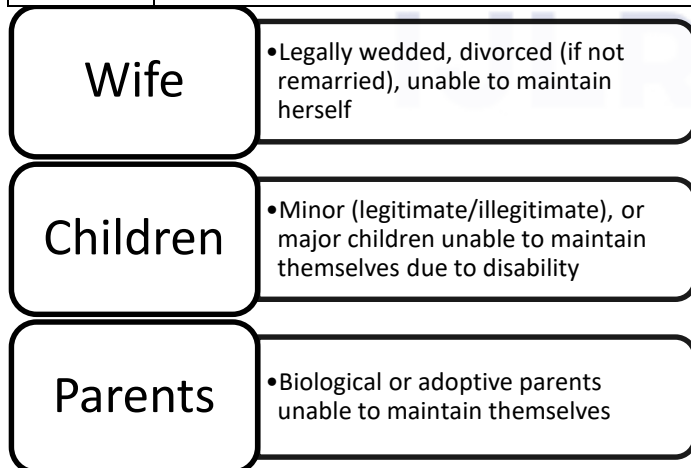 Wife
•Legally wedded, divorced (if not
remarried), unable to maintain
herself
Children
•Minor (legitimate/illegitimate), or
major children unable to maintain
themselves due to disability
Parents
•Biological or adoptive parents
unable to maintain themselves